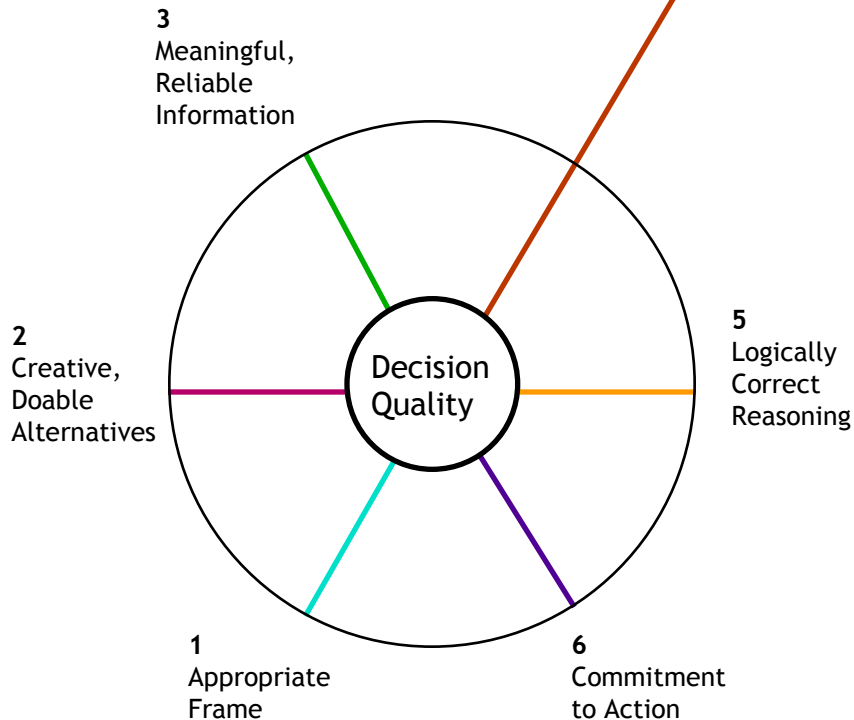 3
Meaningful,
Reliable
Information
2
Creative,
Doable
Alternatives
Decision
Quality
5
Logically
Correct
Reasoning
1
Appropriate
Frame
6
Commitment
to Action